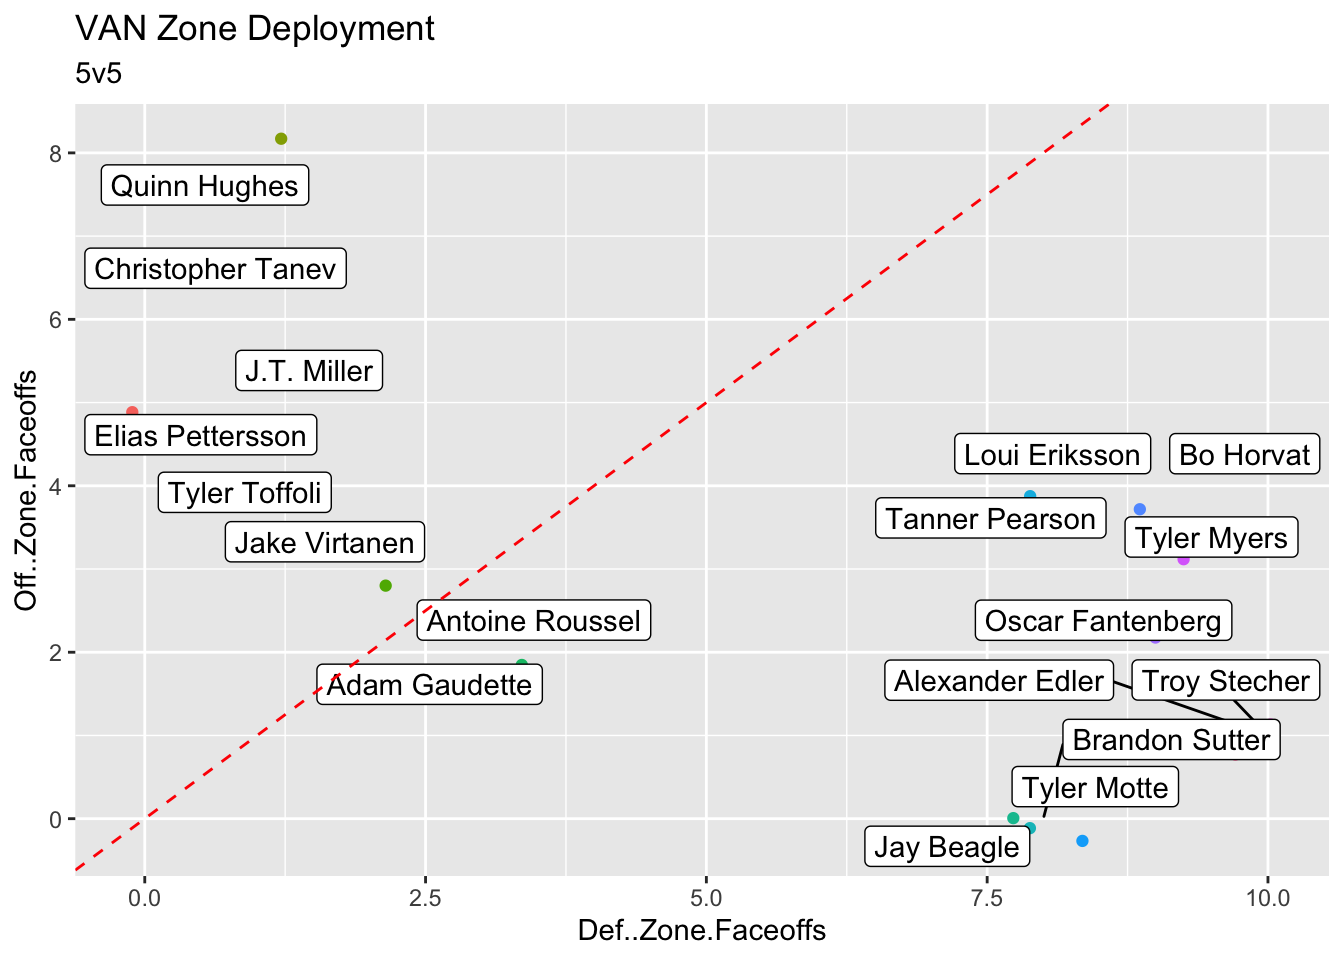 VAN Zone Deployment
5v5
Off..Zone.Faceoffs
8
6
4
2
0
Quinn Hughes
Christopher Tanev
J.T. Miller
Elias Pettersson
Loui Eriksson
Bo Horvat
Tyler Toffoli
Tanner Pearson
Jake Virtanen
Tyler Myers
Antoine Roussel
Oscar Fantenberg
Adam Gaudette
Alexander Edler
Troy Stecher
Brandon Sutter
Tyler Motte
Jay Beagle
0.0
2.5
5.0
7.5
10.0
Def..Zone.Faceoffs